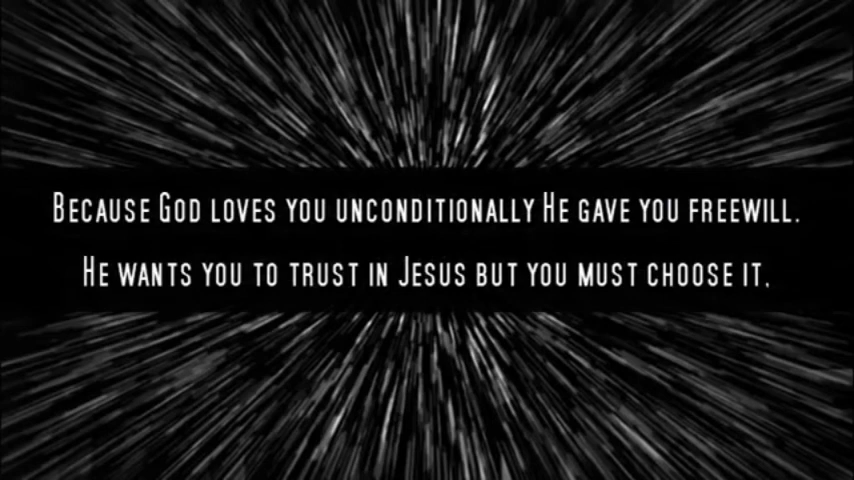 Because God loves you unconditionally He gave you freewill.
He wants you to trust in Jesus but you must choose it.